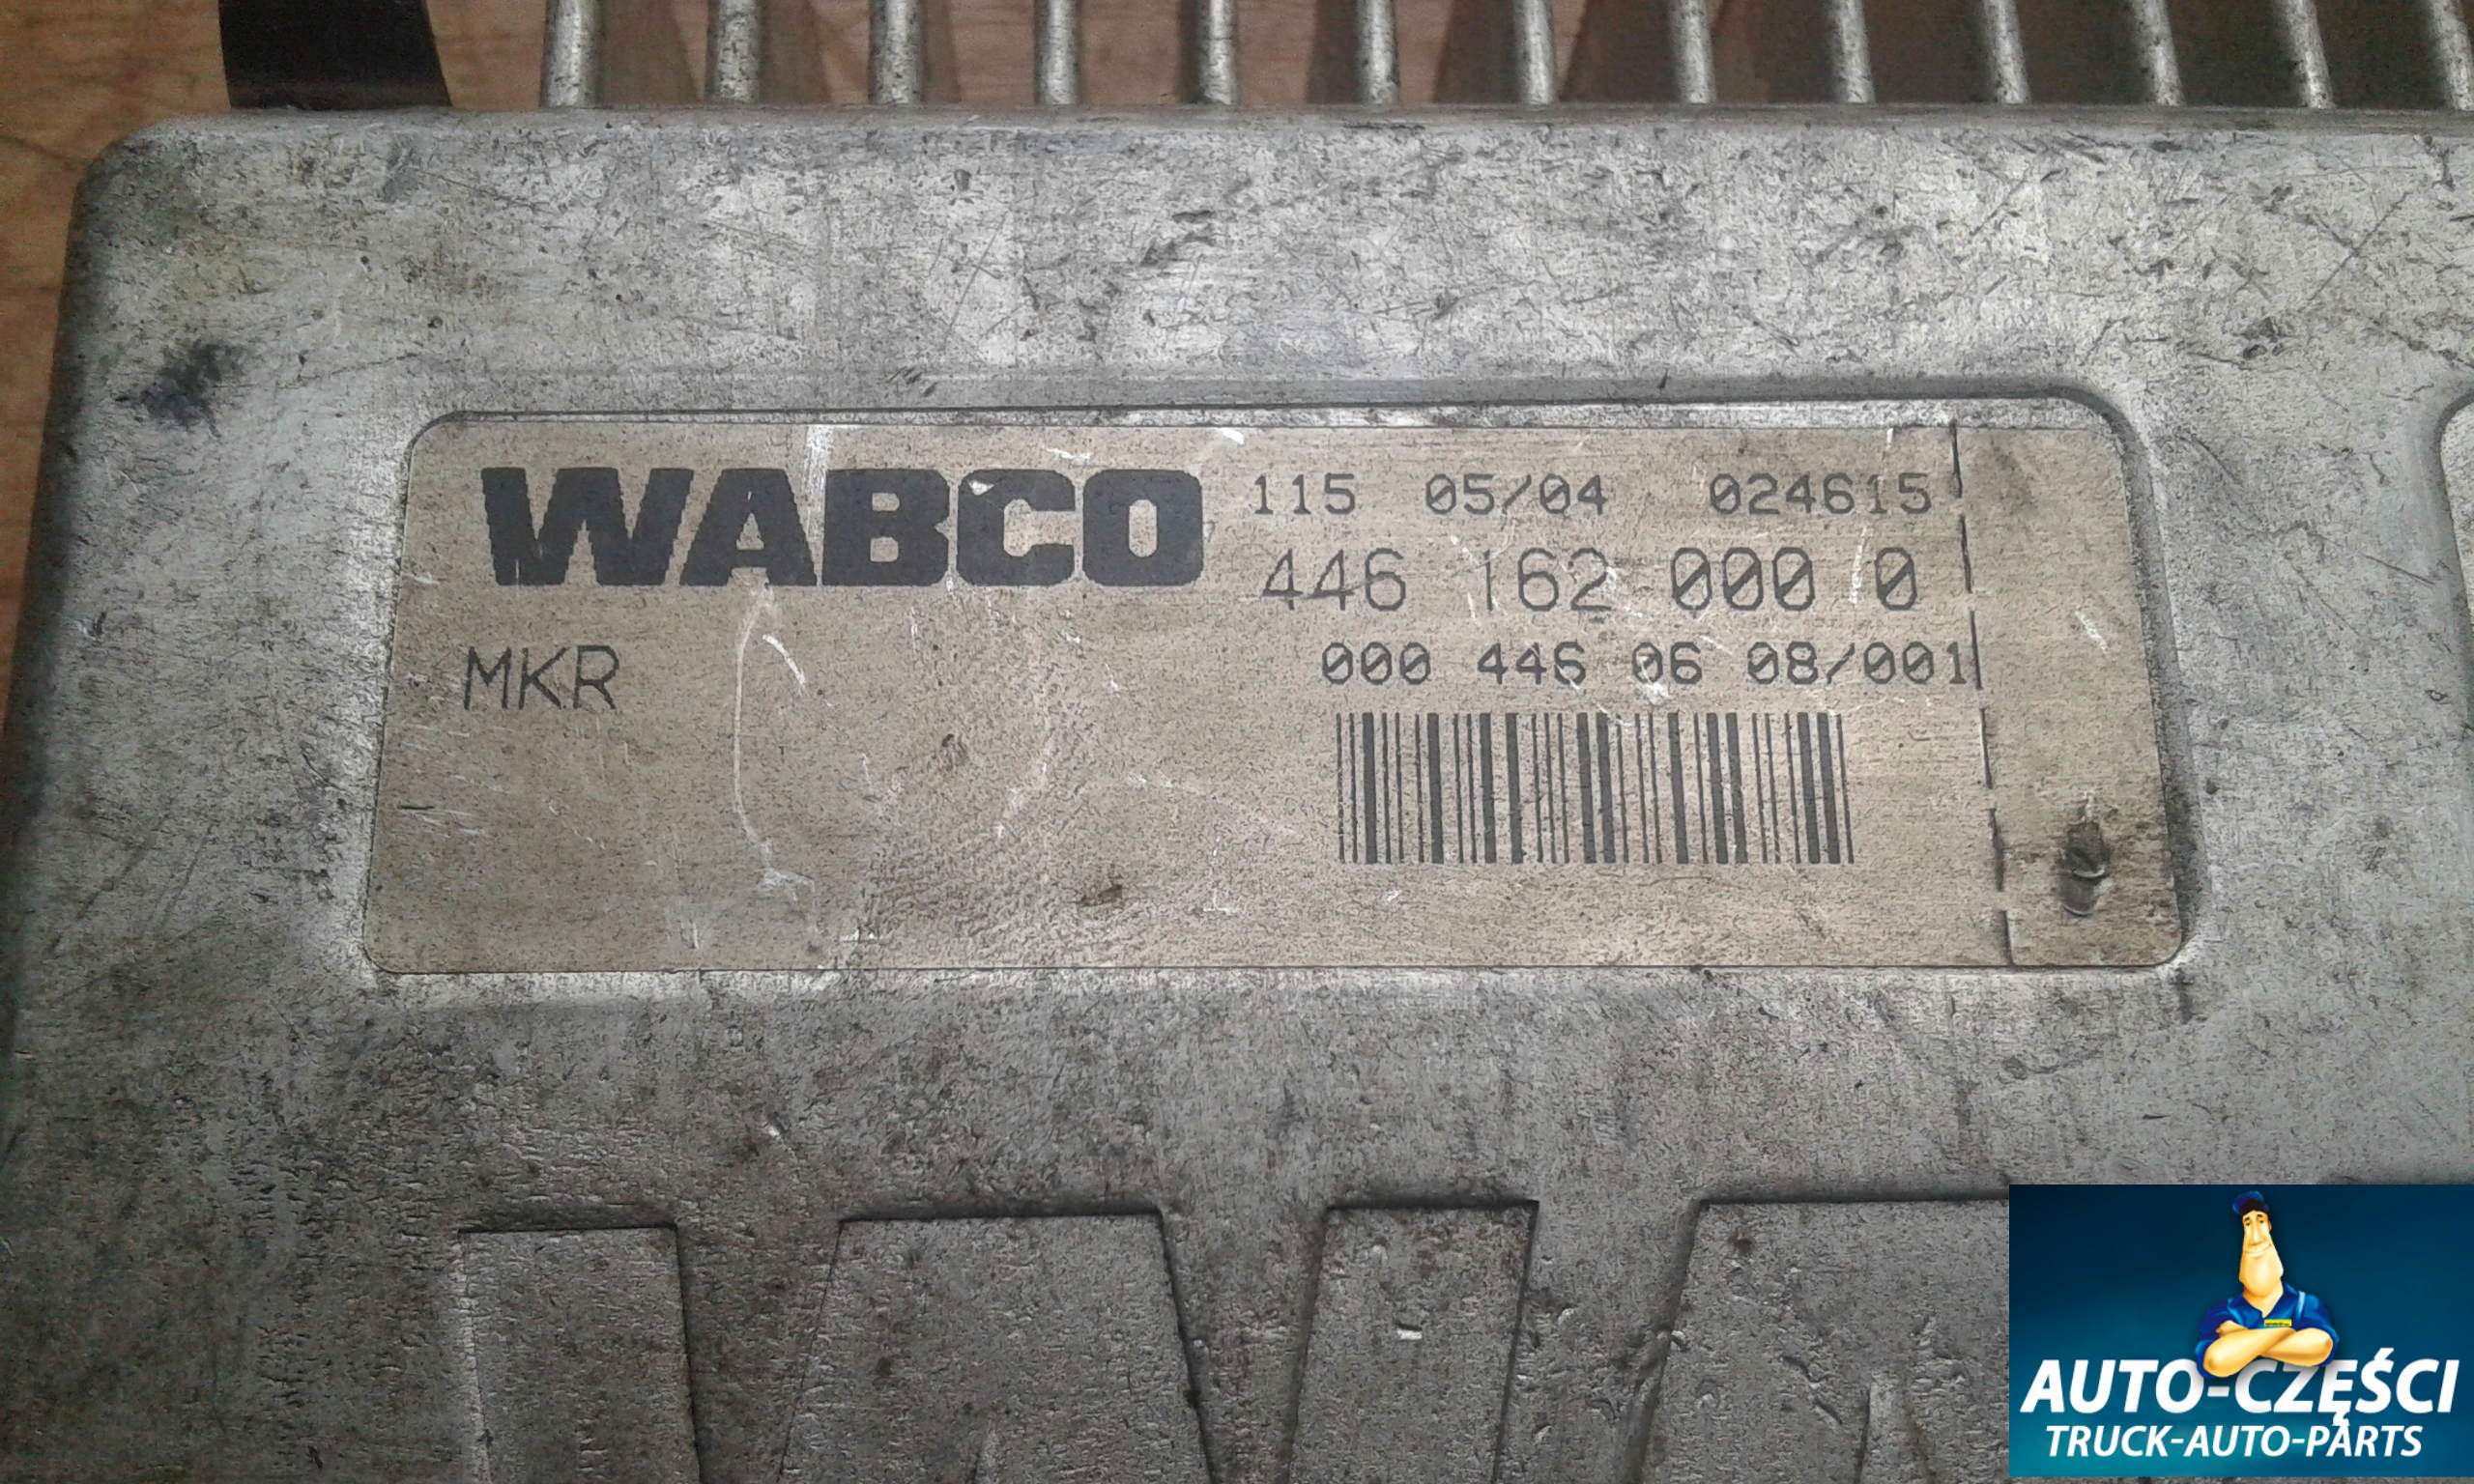 WABCO 115 05/04 024615
446 162 000 0
MKR 000 446 06 08/001
AUTO-CZĘŚCI
TRUCK-AUTO-PARTS